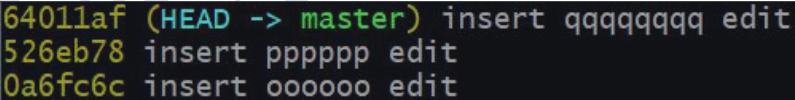 64011af (HEAD -> master) insert qqqqqqqq edit
526eb78 insert pppppp edit
0a6fc6c insert oooooo edit